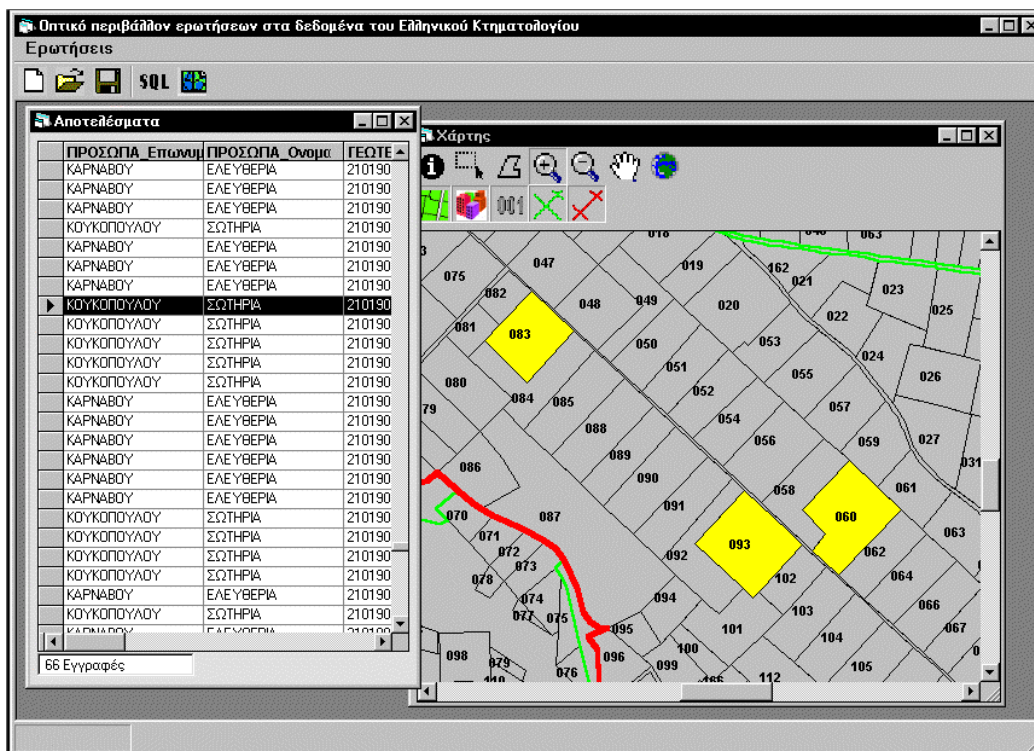 Οπτικό περιβάλλον ερωτήσεων στα δεδομένα του Ελληνικού Κτηματολογίου
Ερωτήσεις
SQL
Αποτελέσματα
ΠΡΟΣΩΠΑ_Επωνυμ ΠΡΟΣΩΠΑ_Ονομα ΓΕΩΤΕ
ΚΑΡΝΑΒΟΥ ΕΛΕΥΘΕΡΙΑ 210190
ΚΑΡΝΑΒΟΥ ΕΛΕΥΘΕΡΙΑ 210190
ΚΑΡΝΑΒΟΥ ΕΛΕΥΘΕΡΙΑ 210190
ΚΟΥΚΟΠΟΥΛΟΥ ΣΩΤΗΡΙΑ 210190
ΚΑΡΝΑΒΟΥ ΕΛΕΥΘΕΡΙΑ 210190
ΚΑΡΝΑΒΟΥ ΕΛΕΥΘΕΡΙΑ 210190
ΚΑΡΝΑΒΟΥ ΕΛΕΥΘΕΡΙΑ 210190
ΚΟΥΚΟΠΟΥΛΟΥ ΣΩΤΗΡΙΑ 210190
ΚΟΥΚΟΠΟΥΛΟΥ ΣΩΤΗΡΙΑ 210190
ΚΟΥΚΟΠΟΥΛΟΥ ΣΩΤΗΡΙΑ 210190
ΚΟΥΚΟΠΟΥΛΟΥ ΣΩΤΗΡΙΑ 210190
ΚΟΥΚΟΠΟΥΛΟΥ ΣΩΤΗΡΙΑ 210190
ΚΑΡΝΑΒΟΥ ΕΛΕΥΘΕΡΙΑ 210190
ΚΑΡΝΑΒΟΥ ΕΛΕΥΘΕΡΙΑ 210190
ΚΑΡΝΑΒΟΥ ΕΛΕΥΘΕΡΙΑ 210190
ΚΑΡΝΑΒΟΥ ΕΛΕΥΘΕΡΙΑ 210190
ΚΑΡΝΑΒΟΥ ΕΛΕΥΘΕΡΙΑ 210190
ΚΑΡΝΑΒΟΥ ΕΛΕΥΘΕΡΙΑ 210190
ΚΟΥΚΟΠΟΥΛΟΥ ΣΩΤΗΡΙΑ 210190
ΚΟΥΚΟΠΟΥΛΟΥ ΣΩΤΗΡΙΑ 210190
ΚΟΥΚΟΠΟΥΛΟΥ ΣΩΤΗΡΙΑ 210190
ΚΟΥΚΟΠΟΥΛΟΥ ΣΩΤΗΡΙΑ 210190
ΚΑΡΝΑΒΟΥ ΕΛΕΥΘΕΡΙΑ 210190
ΚΟΥΚΟΠΟΥΛΟΥ ΣΩΤΗΡΙΑ 210190
ΚΑΡΝΑΒΟΥ ΕΛΕΥΘΕΡΙΑ 210190
66 Εγγραφές
Χάρτης
001
018 063
047 019 162
075 021
082 048 049 020 023
081 083 022 025
050 053
024
080 051 055 026
052
79 084 085 054 057
088 056 059 027
086 089 031
090 058 061
070 087 091 060
071 093 063
072 092 062
078 073 102 064
074 094 103 066
077 075 095 101 104 067
098 079 076 096 100 099 105
112